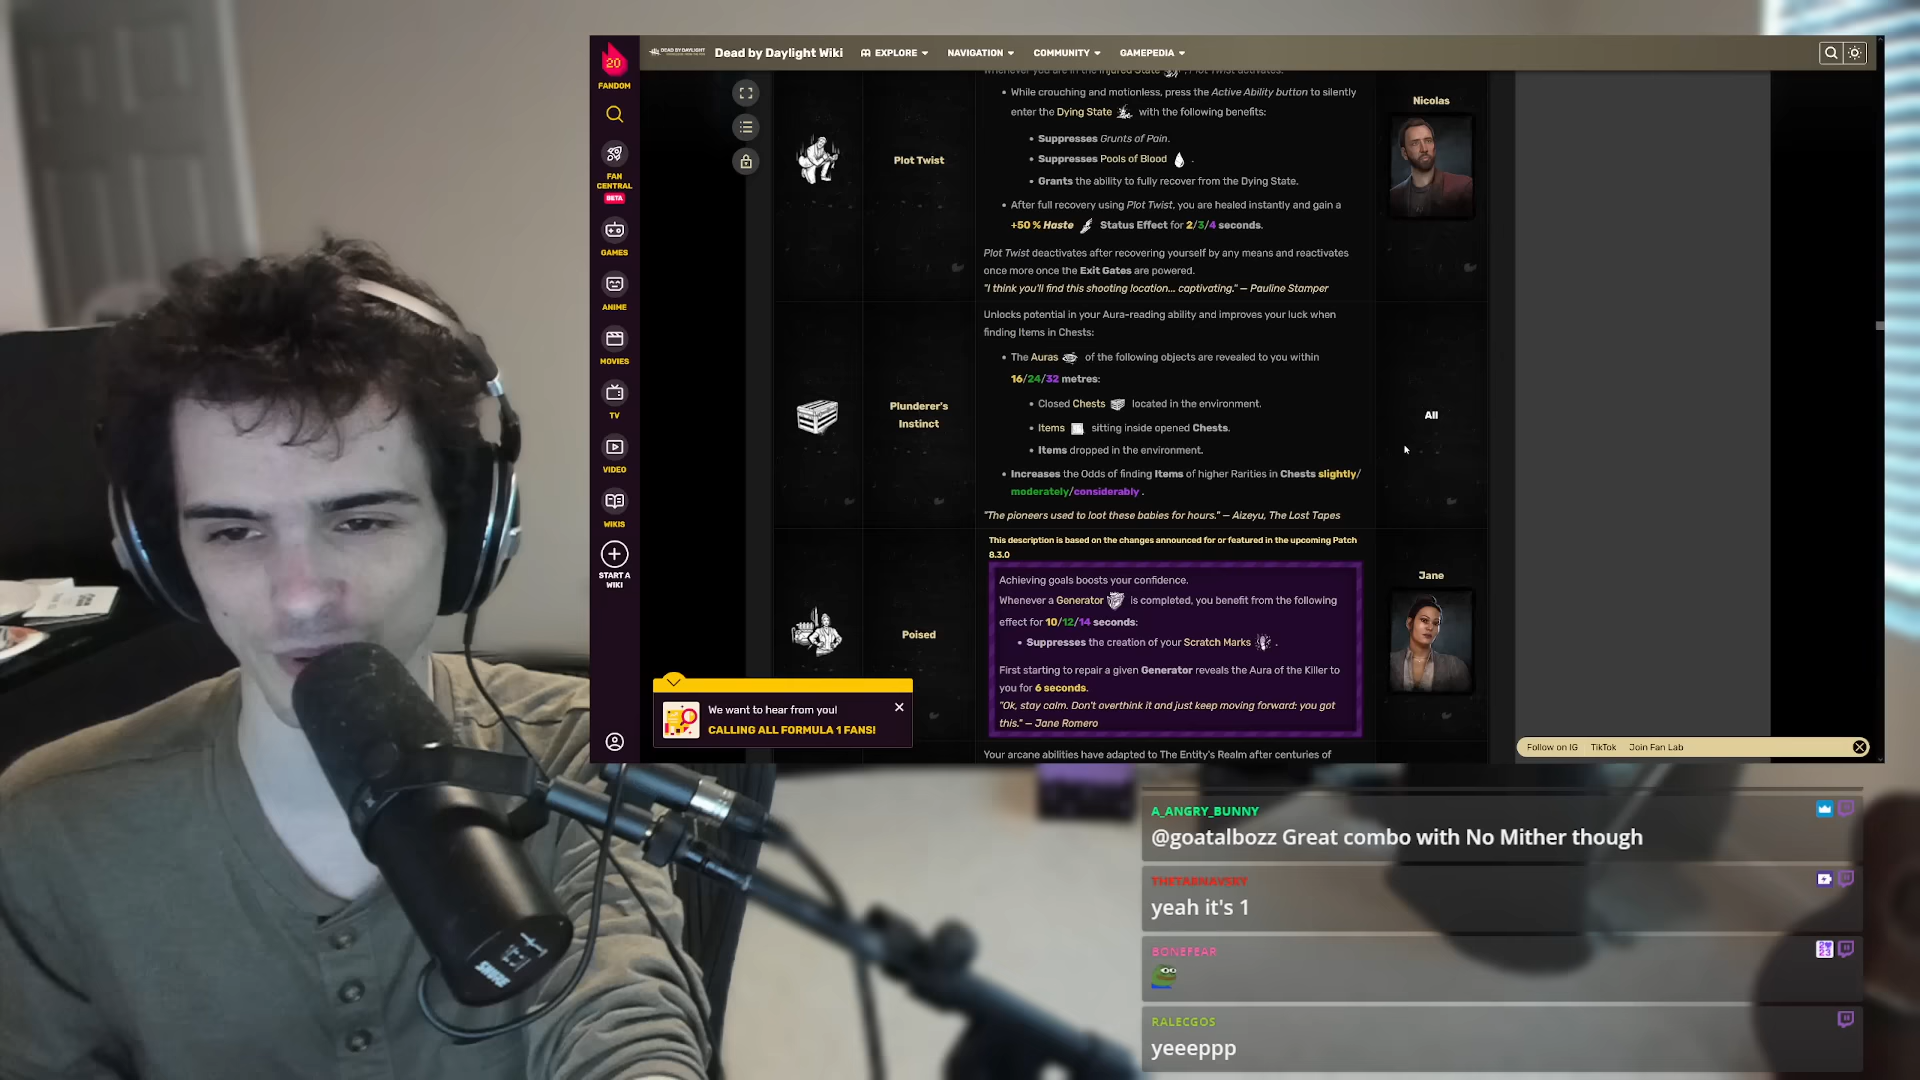 20
FANDOM
FAN
CENTRAL
BETA
GAMES
ANIME
MOVIES
TV
VIDEO
WIKIS
START A
WIKI
DEAD BY DAYLIGHT
Dead by Daylight Wiki
EXPLORE
NAVIGATION
COMMUNITY
GAMEPEDIA
Whenever you are in the Injured State , Plot Twist activates.
Plot Twist
• While crouching and motionless, press the Active Ability button to silently
enter the Dying State with the following benefits:
• Suppresses Grunts of Pain.
• Suppresses Pools of Blood .
• Grants the ability to fully recover from the Dying State.
• After full recovery using Plot Twist, you are healed instantly and gain a
+50 % Haste Status Effect for 2/3/4 seconds.
Plot Twist deactivates after recovering yourself by any means and reactivates
once more once the Exit Gates are powered.
"I think you'll find this shooting location... captivating." — Pauline Stamper
Nicolas
Plunderer's
Instinct
Unlocks potential in your Aura-reading ability and improves your luck when
finding Items in Chests:
• The Auras of the following objects are revealed to you within
16/24/32 metres:
• Closed Chests located in the environment.
• Items sitting inside opened Chests.
• Items dropped in the environment.
• Increases the Odds of finding Items of higher Rarities in Chests slightly/
moderately/considerably .
"The pioneers used to loot these babies for hours." — Aizeyu, The Lost Tapes
All
Poised
This description is based on the changes announced for or featured in the upcoming Patch
8.3.0
Achieving goals boosts your confidence.
Whenever a Generator is completed, you benefit from the following
effect for 10/12/14 seconds:
• Suppresses the creation of your Scratch Marks .
First starting to repair a given Generator reveals the Aura of the Killer to
you for 6 seconds.
"Ok, stay calm. Don't overthink it and just keep moving forward: you got
this." — Jane Romero
Jane
Your arcane abilities have adapted to The Entity's Realm after centuries of
We want to hear from you!
CALLING ALL FORMULA 1 FANS!
Follow on IG
TikTok
Join Fan Lab
SHURE
A_ANGRY_BUNNY
@goatalbozz Great combo with No Mither though
THETARNAVSKY
yeah it's 1
BONEFEAR
RALECGOS
yeeeppp